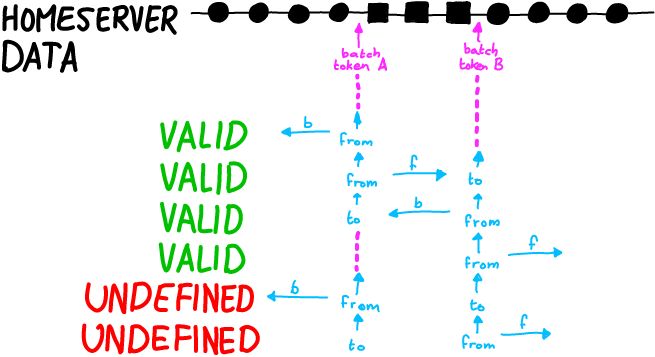 HOMESERVER
DATA
batch
token A
batch
token B
VALID b from
VALID from f to
VALID to b from
VALID from f
UNDEFINED b from to
UNDEFINED to from f